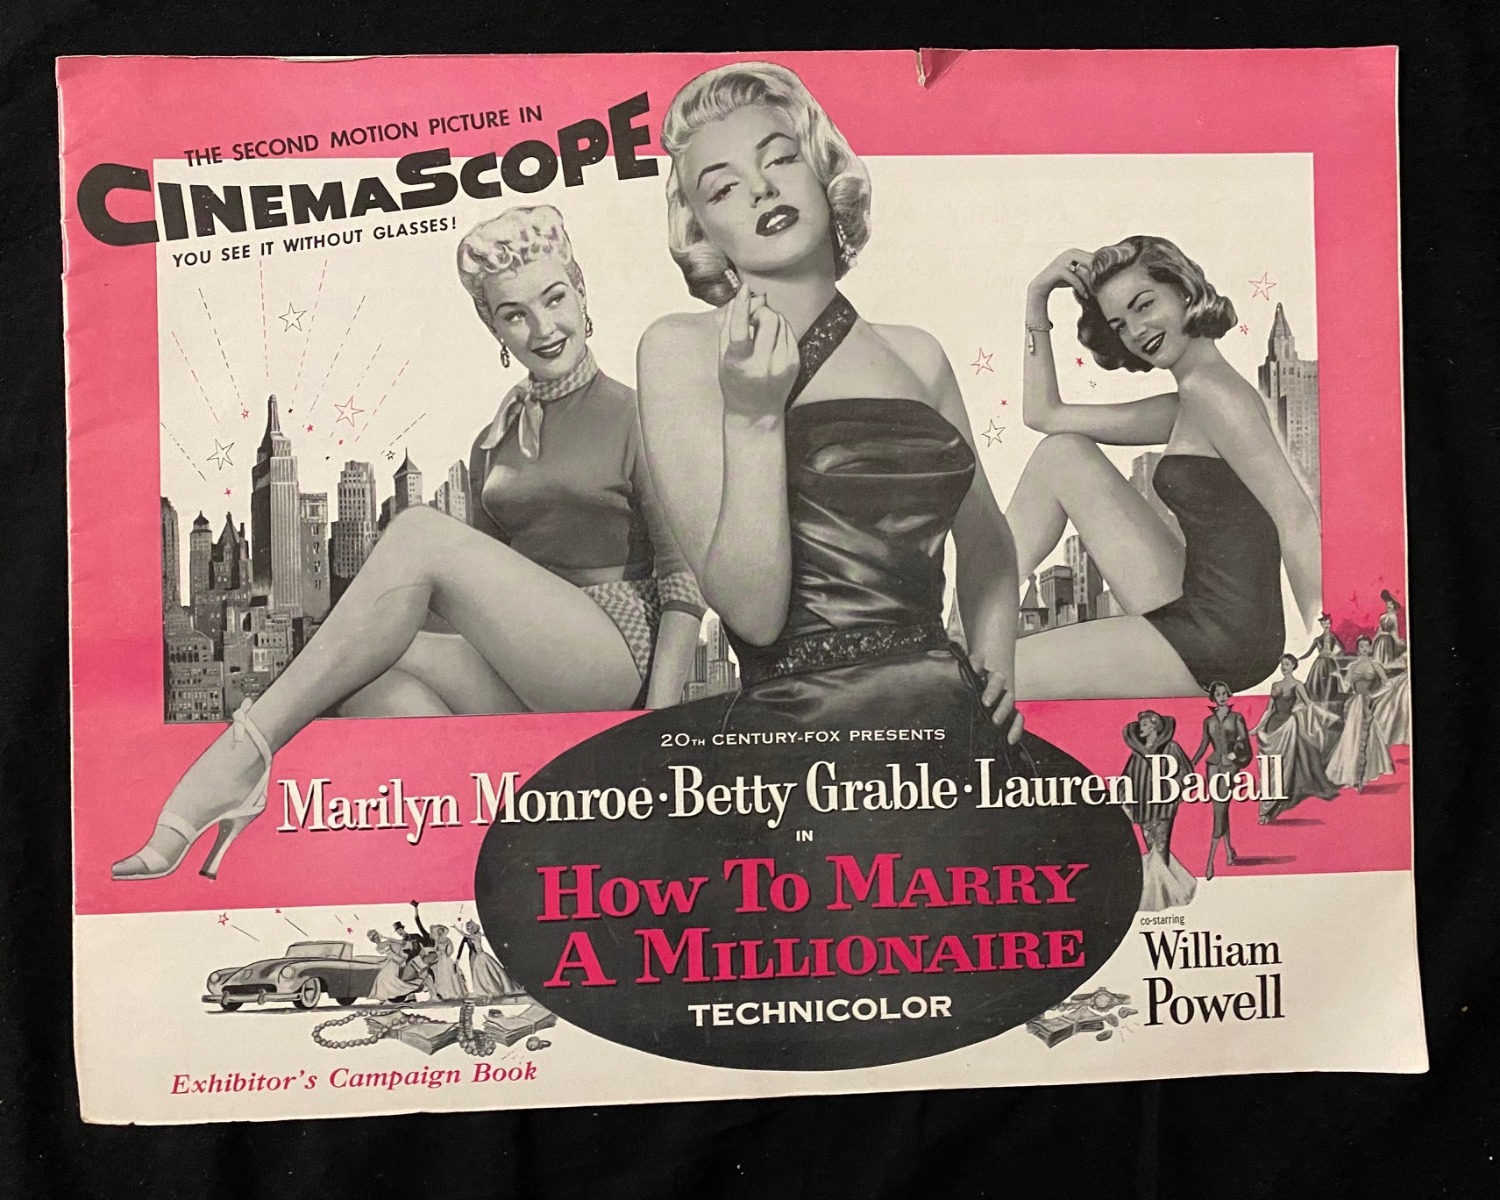 THE SECOND MOTION PICTURE IN
CINEMASCOPE
YOU SEE IT WITHOUT GLASSES!
20TH CENTURY-FOX PRESENTS
Marilyn Monroe·Betty Grable·Lauren Bacall
IN
HOW TO MARRY
A MILLIONAIRE
TECHNICOLOR
co-starring
William
Powell
Exhibitor's Campaign Book